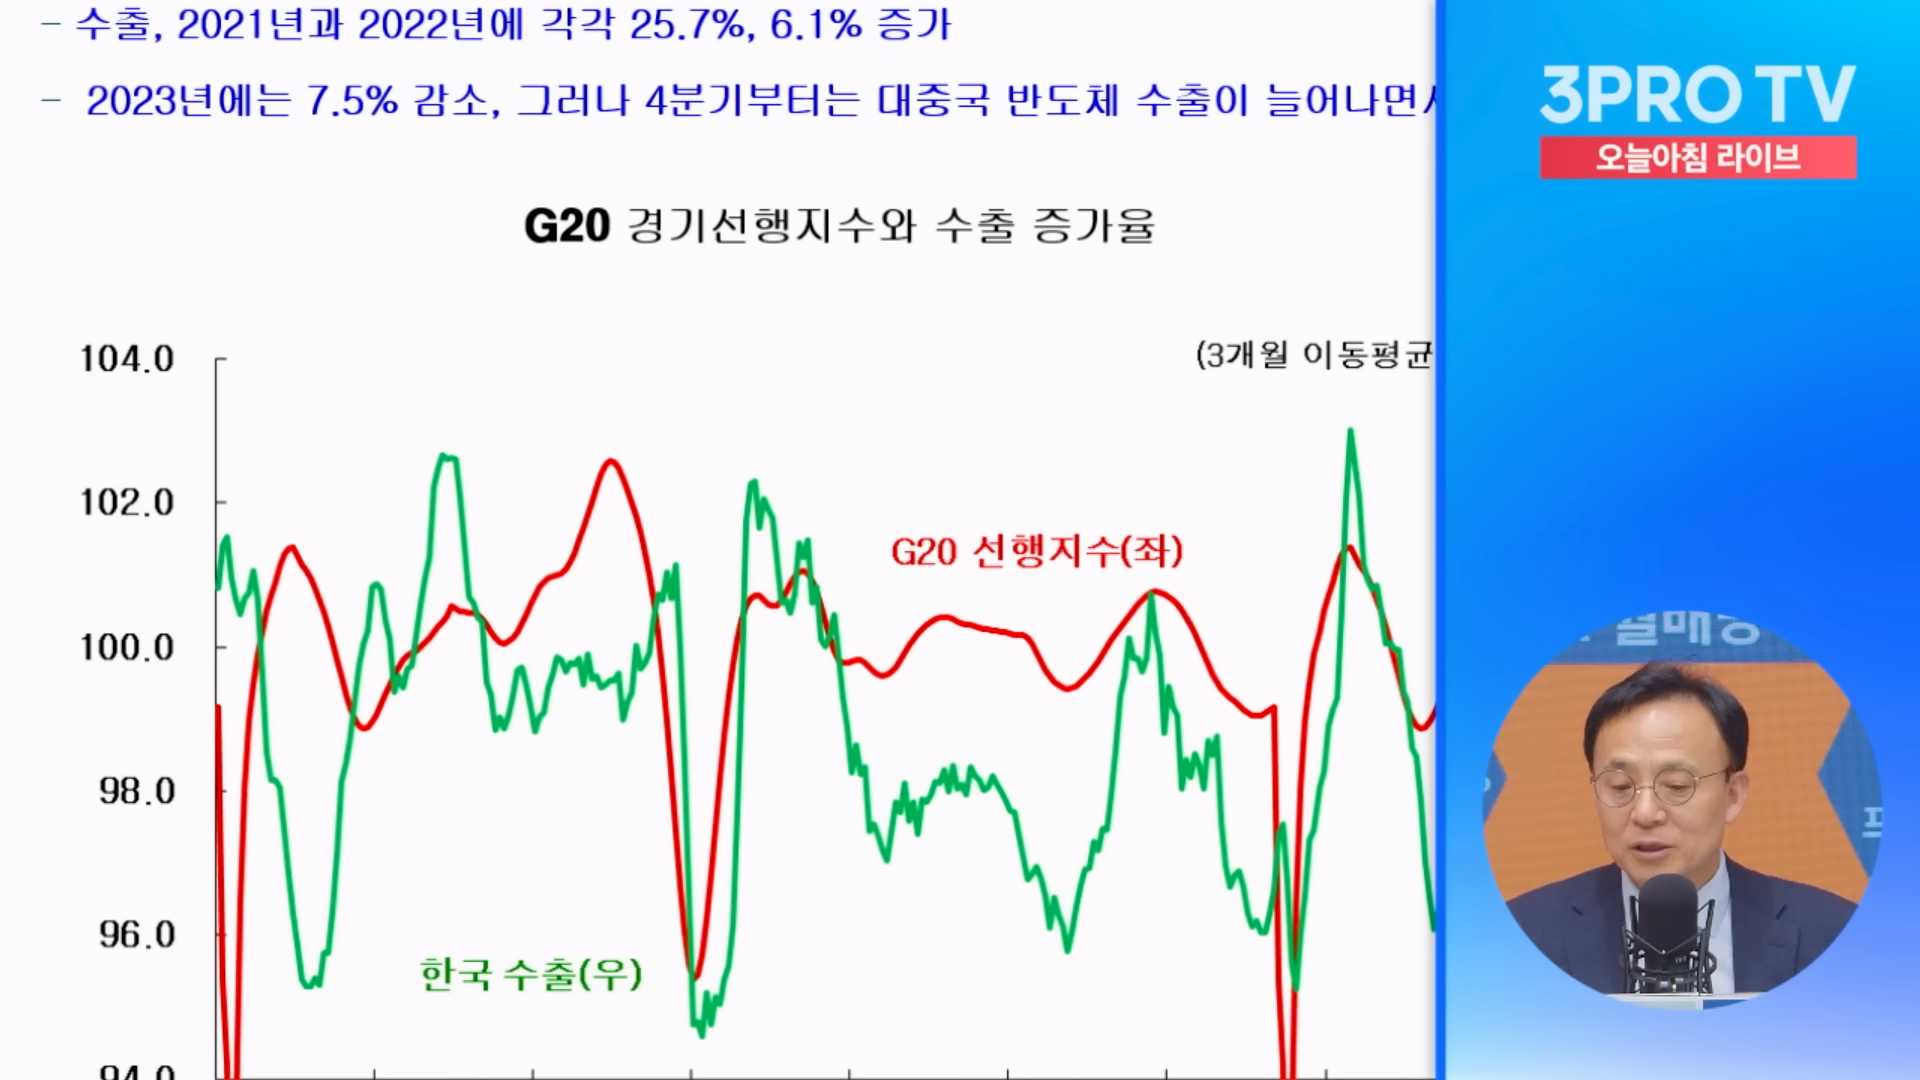 - 수출, 2021년과 2022년에 각각 25.7%, 6.1% 증가
- 2023년에는 7.5% 감소, 그러나 4분기부터는 대중국 반도체 수출이 늘어나면서
3PRO TV
오늘아침 라이브
G20 경기선행지수와 수출 증가율
(3개월 이동평균
104.0
102.0
G20 선행지수(좌)
100.0
98.0
96.0
한국 수출(우)
94.0